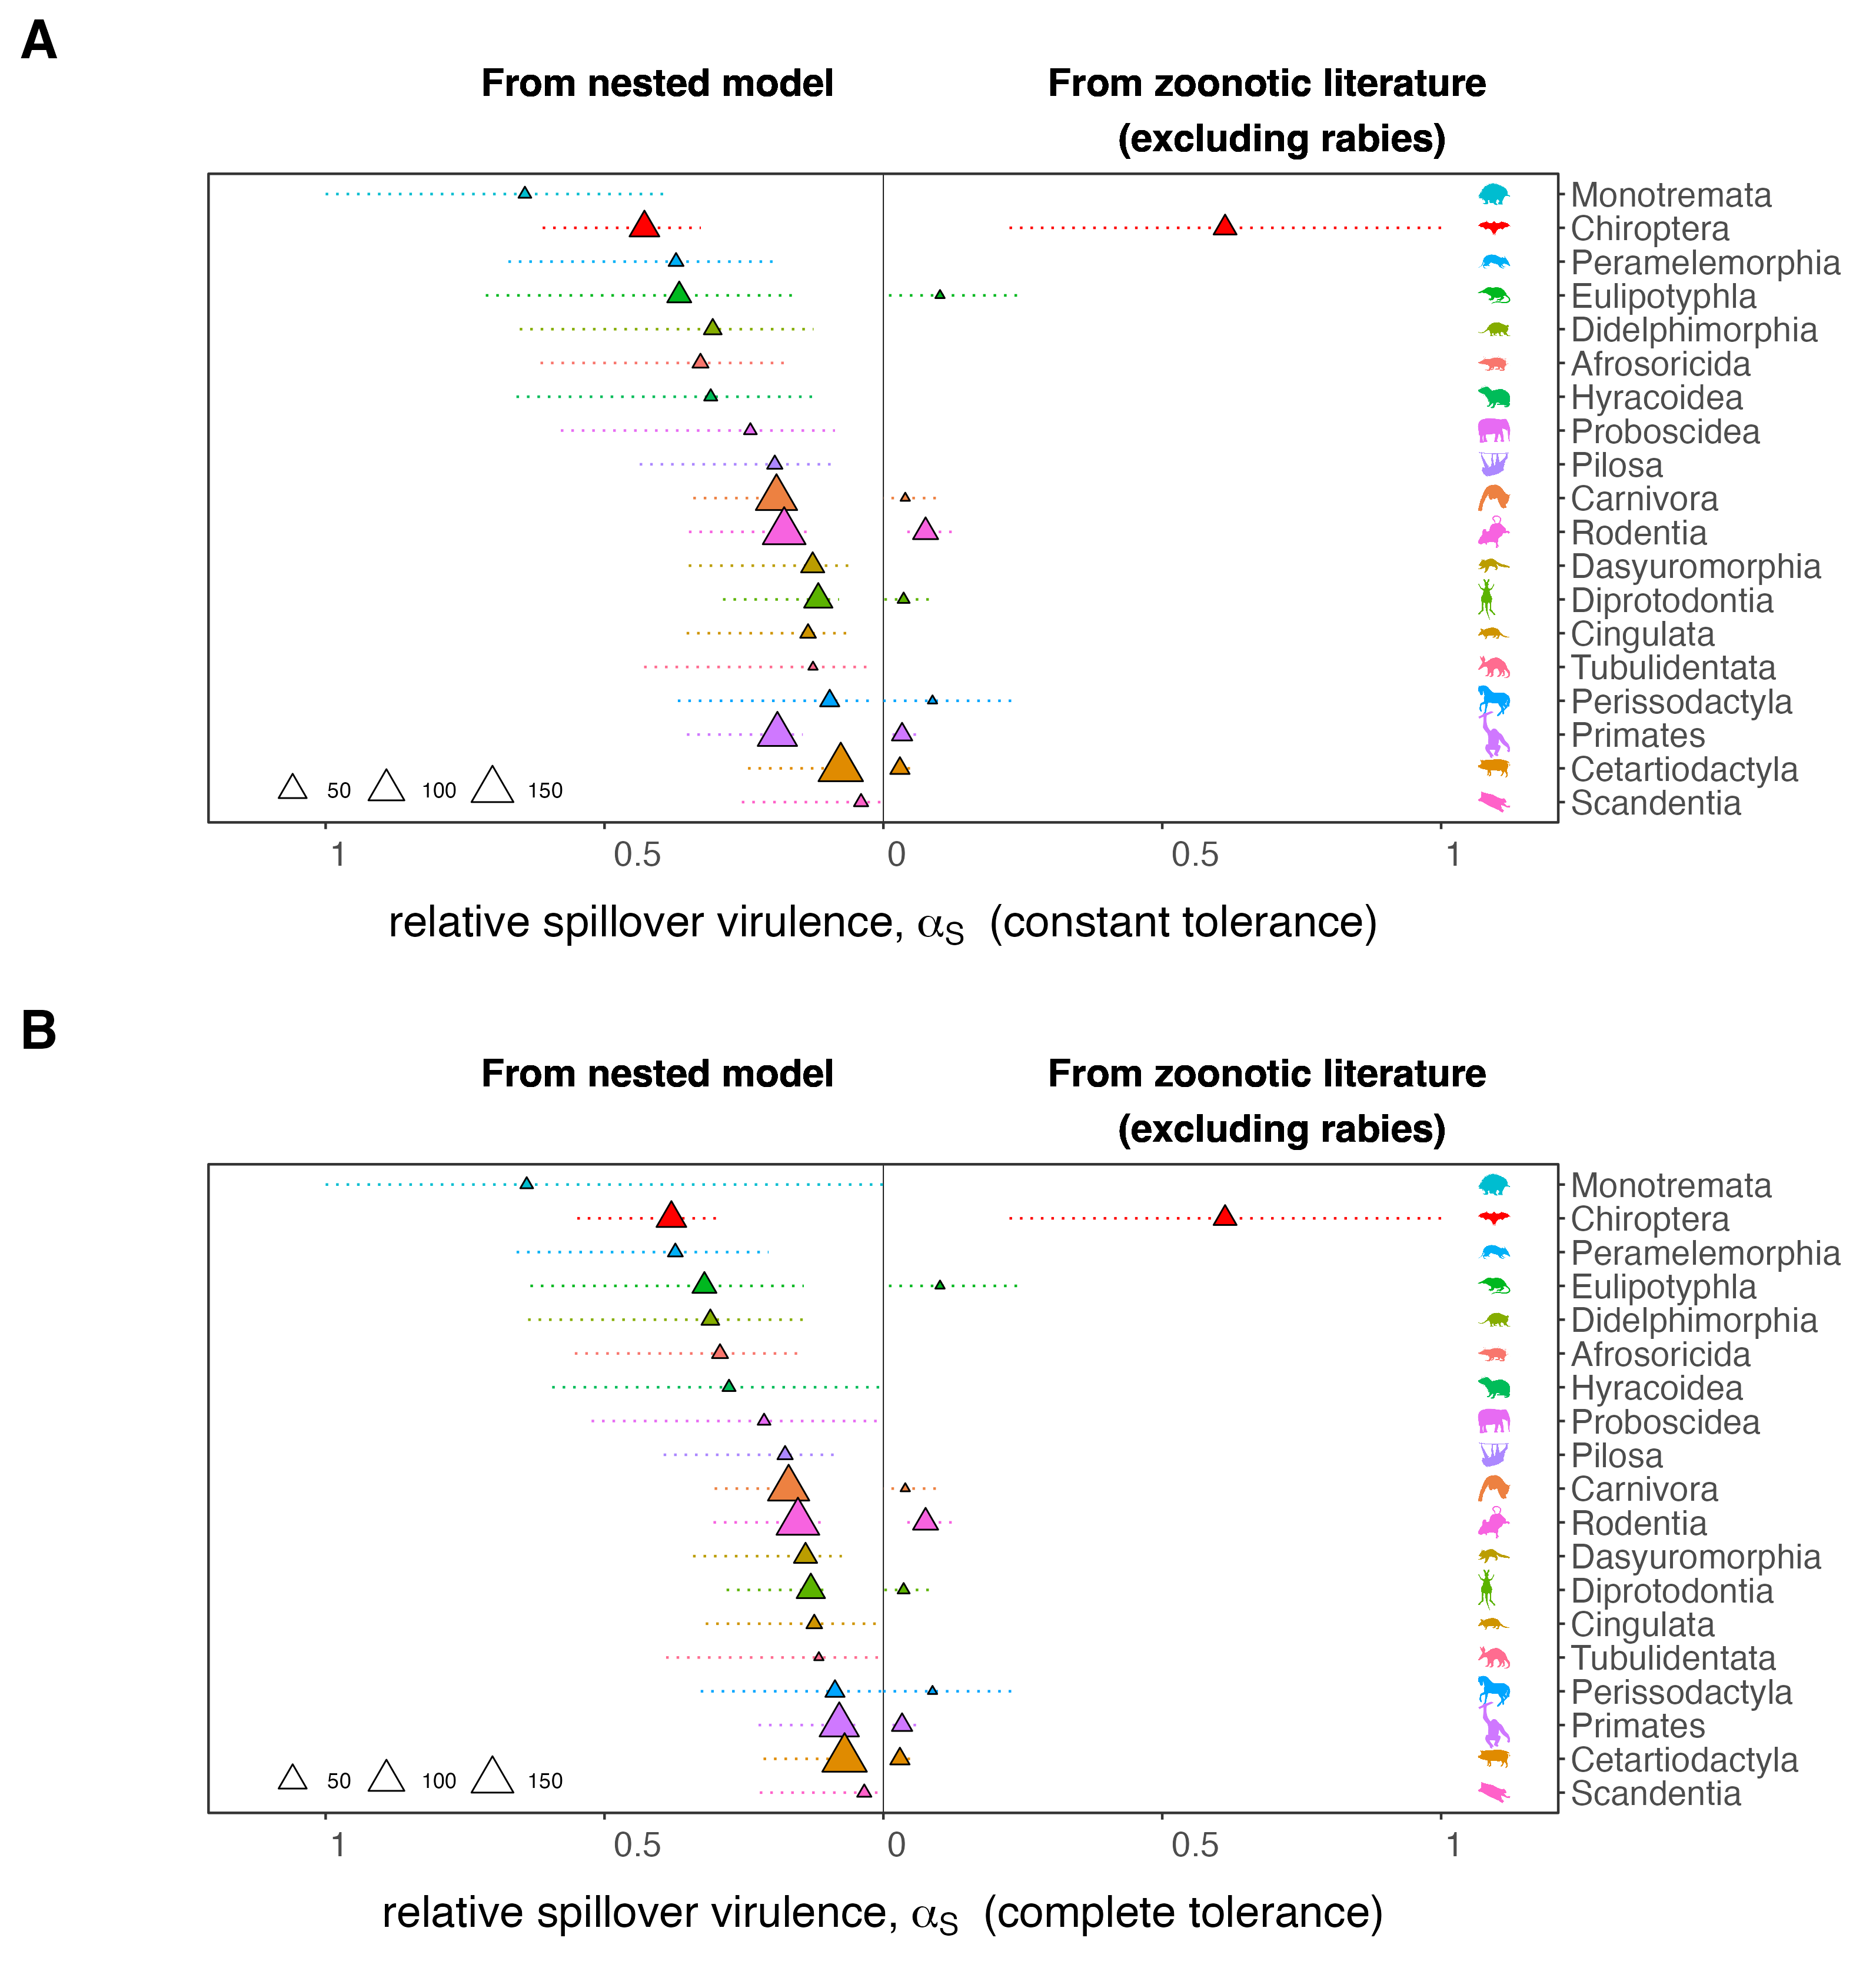 A
From nested model
From zoonotic literature
(excluding rabies)
Monotremata
Chiroptera
Peramelemorphia
Eulipotyphla
Didelphimorphia
Afrosoricida
Hyracoidea
Proboscidea
Pilosa
Carnivora
Rodentia
Dasyuromorphia
Diprotodontia
Cingulata
Tubulidentata
Perissodactyla
Primates
Cetartiodactyla
Scandentia
50 100 150
1 0.5 0 0.5 1
relative spillover virulence, αS (constant tolerance)
B
From nested model
From zoonotic literature
(excluding rabies)
Monotremata
Chiroptera
Peramelemorphia
Eulipotyphla
Didelphimorphia
Afrosoricida
Hyracoidea
Proboscidea
Pilosa
Carnivora
Rodentia
Dasyuromorphia
Diprotodontia
Cingulata
Tubulidentata
Perissodactyla
Primates
Cetartiodactyla
Scandentia
50 100 150
1 0.5 0 0.5 1
relative spillover virulence, αS (complete tolerance)